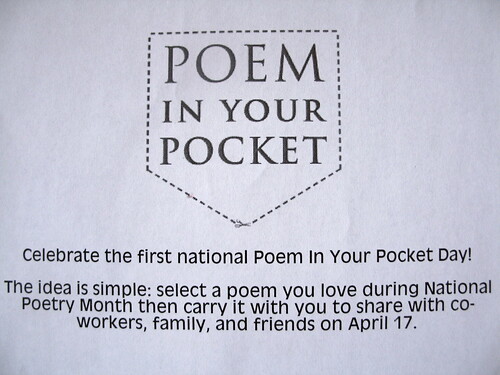 POEM
IN YOUR
POCKET
Celebrate the first national Poem In Your Pocket Day!
The idea is simple: select a poem you love during National
Poetry Month then carry it with you to share with co-
workers, family, and friends on April 17.